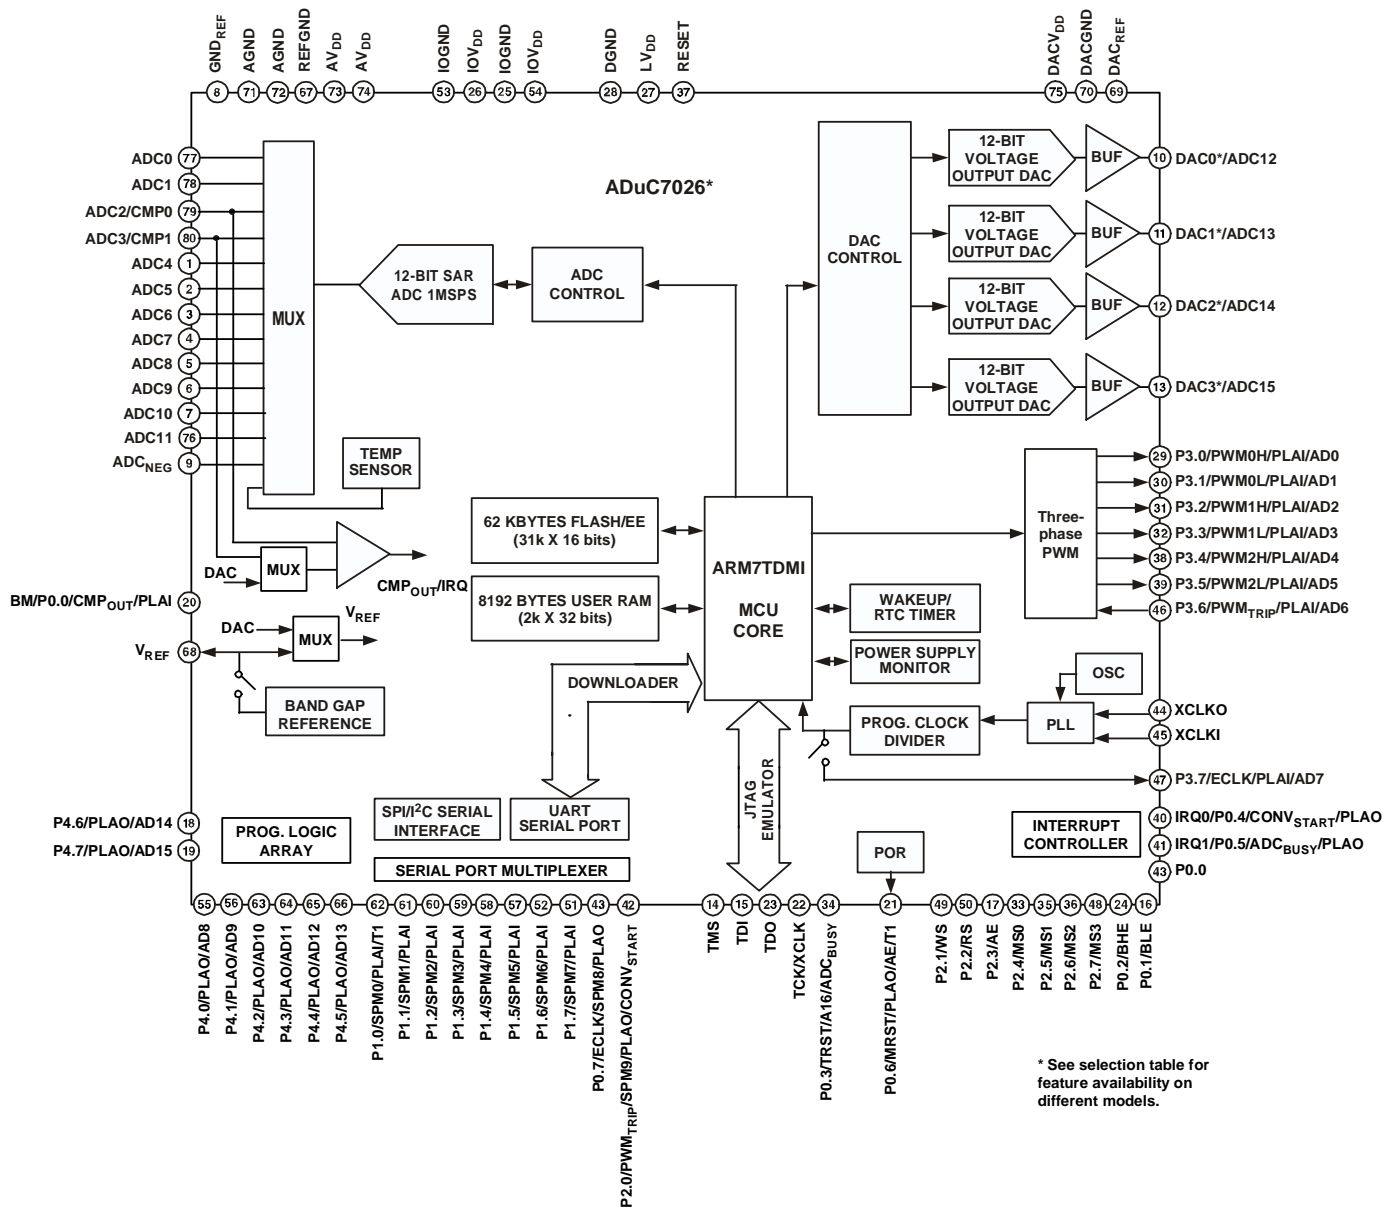 GND_REF
AGND
AGND
REFGND
AV_DD
AV_DD
IOGND
IOV_DD
IOGND
IOV_DD
DGND
LV_DD
RESET
DACV_DD
DACGND
DAC_REF
8 71 72 67 73 74 53 26 25 54 28 27 37 75 70 69
ADuC7026*
ADC0 77
ADC1 78
ADC2/CMP0 79
ADC3/CMP1 80
ADC4 1
ADC5 2
ADC6 3
ADC7 4
ADC8 5
ADC9 6
ADC10 7
ADC11 76
ADC_NEG 9
MUX
12-BIT SAR
ADC 1MSPS
ADC
CONTROL
TEMP
SENSOR
DAC
CONTROL
12-BIT
VOLTAGE
OUTPUT DAC
BUF
10 DAC0*/ADC12
12-BIT
VOLTAGE
OUTPUT DAC
BUF
11 DAC1*/ADC13
12-BIT
VOLTAGE
OUTPUT DAC
BUF
12 DAC2*/ADC14
12-BIT
VOLTAGE
OUTPUT DAC
BUF
13 DAC3*/ADC15
Three-
phase
PWM
29 P3.0/PWM0H/PLAI/AD0
30 P3.1/PWM0L/PLAI/AD1
31 P3.2/PWM1H/PLAI/AD2
32 P3.3/PWM1L/PLAI/AD3
38 P3.4/PWM2H/PLAI/AD4
39 P3.5/PWM2L/PLAI/AD5
46 P3.6/PWM_TRIP/PLAI/AD6
62 KBYTES FLASH/EE
(31k X 16 bits)
8192 BYTES USER RAM
(2k X 32 bits)
ARM7TDMI
MCU
CORE
WAKEUP/
RTC TIMER
POWER SUPPLY
MONITOR
DAC
MUX
CMP_OUT/IRQ
BM/P0.0/CMP_OUT/PLAI 20
DAC
MUX
V_REF
V_REF 68
BAND GAP
REFERENCE
DOWNLOADER
PROG. CLOCK
DIVIDER
OSC
PLL
44 XCLKO
45 XCLKI
47 P3.7/ECLK/PLAI/AD7
40 IRQ0/P0.4/CONV_START/PLAO
41 IRQ1/P0.5/ADC_BUSY/PLAO
43 P0.0
INTERRUPT
CONTROLLER
JTAG
EMULATOR
P4.6/PLAO/AD14 18
P4.7/PLAO/AD15 19
PROG. LOGIC
ARRAY
SPI/I2C SERIAL
INTERFACE
UART
SERIAL PORT
SERIAL PORT MULTIPLEXER
POR
55 56 63 64 65 66 62 61 60 59 58 57 52 51 43 42 14 15 23 22 34 21 49 50 17 33 35 36 48 24 16
P4.0/PLAO/AD8
P4.1/PLAO/AD9
P4.2/PLAO/AD10
P4.3/PLAO/AD11
P4.4/PLAO/AD12
P4.5/PLAO/AD13
P1.0/SPM0/PLAI/T1
P1.1/SPM1/PLAI
P1.2/SPM2/PLAI
P1.3/SPM3/PLAI
P1.4/SPM4/PLAI
P1.5/SPM5/PLAI
P1.6/SPM6/PLAI
P1.7/SPM7/PLAI
P0.7/ECLK/SPM8/PLAO
P2.0/PWM_TRIP/SPM9/PLAO/CONV_START
TMS
TDI
TDO
TCK/XCLK
P0.3/TRST/A16/ADC_BUSY
P0.6/MRST/PLAO/AE/T1
P2.1/WS
P2.2/RS
P2.3/AE
P2.4/MS0
P2.5/MS1
P2.6/MS2
P2.7/MS3
P0.2/BHE
P0.1/BLE
* See selection table for
feature availability on
different models.